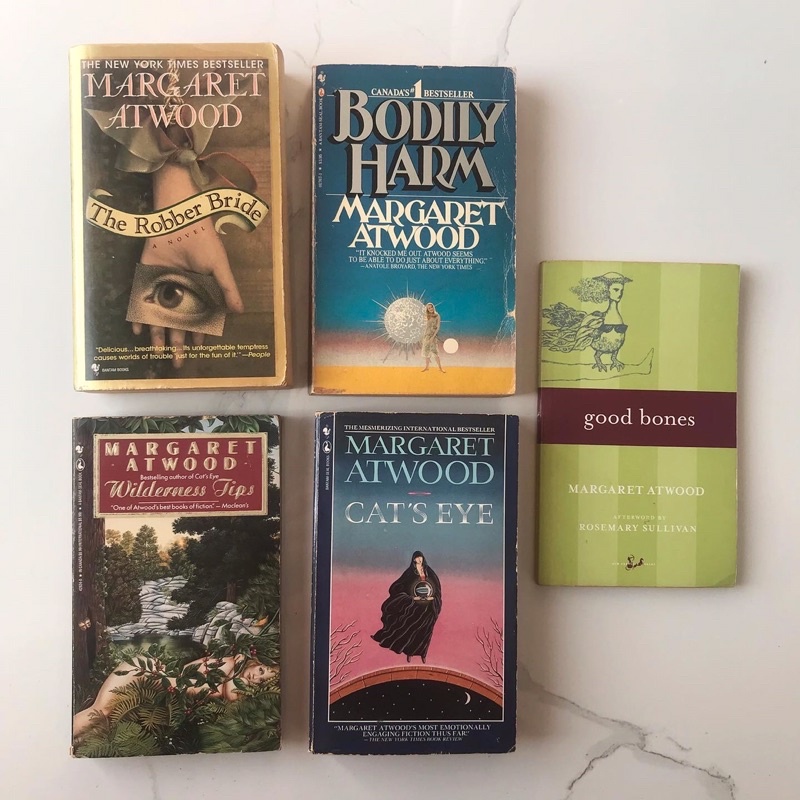 THE NEW YORK TIMES BESTSELLER
MARGARET
ATWOOD
The Robber Bride
A NOVEL
"Delicious... breathtaking... Its unforgettable temptress
causes worlds of trouble 'just for the fun of it.'" —People
BANTAM BOOKS
CANADA'S #1 BESTSELLER
BODILY
HARM
MARGARET
ATWOOD
"IT KNOCKED ME OUT. ATWOOD SEEMS
TO BE ABLE TO DO JUST ABOUT EVERYTHING."
—ANATOLE BROYARD, THE NEW YORK TIMES
good bones
MARGARET ATWOOD
AFTERWORD BY
ROSEMARY SULLIVAN
MARGARET
ATWOOD
Bestselling author of Cat's Eye
Wilderness Tips
"One of Atwood's best books of fiction." — Maclean's
THE MESMERIZING INTERNATIONAL BESTSELLER
MARGARET
ATWOOD
CAT'S EYE
"MARGARET ATWOOD'S MOST EMOTIONALLY
ENGAGING FICTION THUS FAR."
— THE NEW YORK TIMES BOOK REVIEW